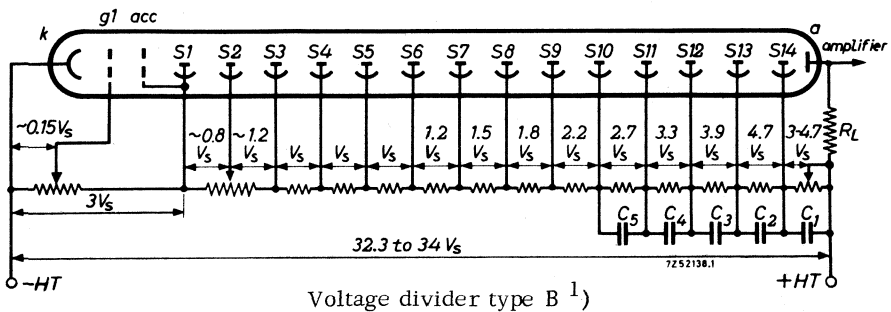 g1 acc
k S1 S2 S3 S4 S5 S6 S7 S8 S9 S10 S11 S12 S13 S14 a amplifier
~0.15Vs ~0.8 Vs ~1.2 Vs Vs Vs Vs 1.2 Vs 1.5 Vs 1.8 Vs 2.2 Vs 2.7 Vs 3.3 Vs 3.9 Vs 4.7 Vs 3-4.7 Vs RL
3Vs
C5 C4 C3 C2 C1
32.3 to 34 Vs
7Z52138.1
-HT +HT
Voltage divider type B 1)